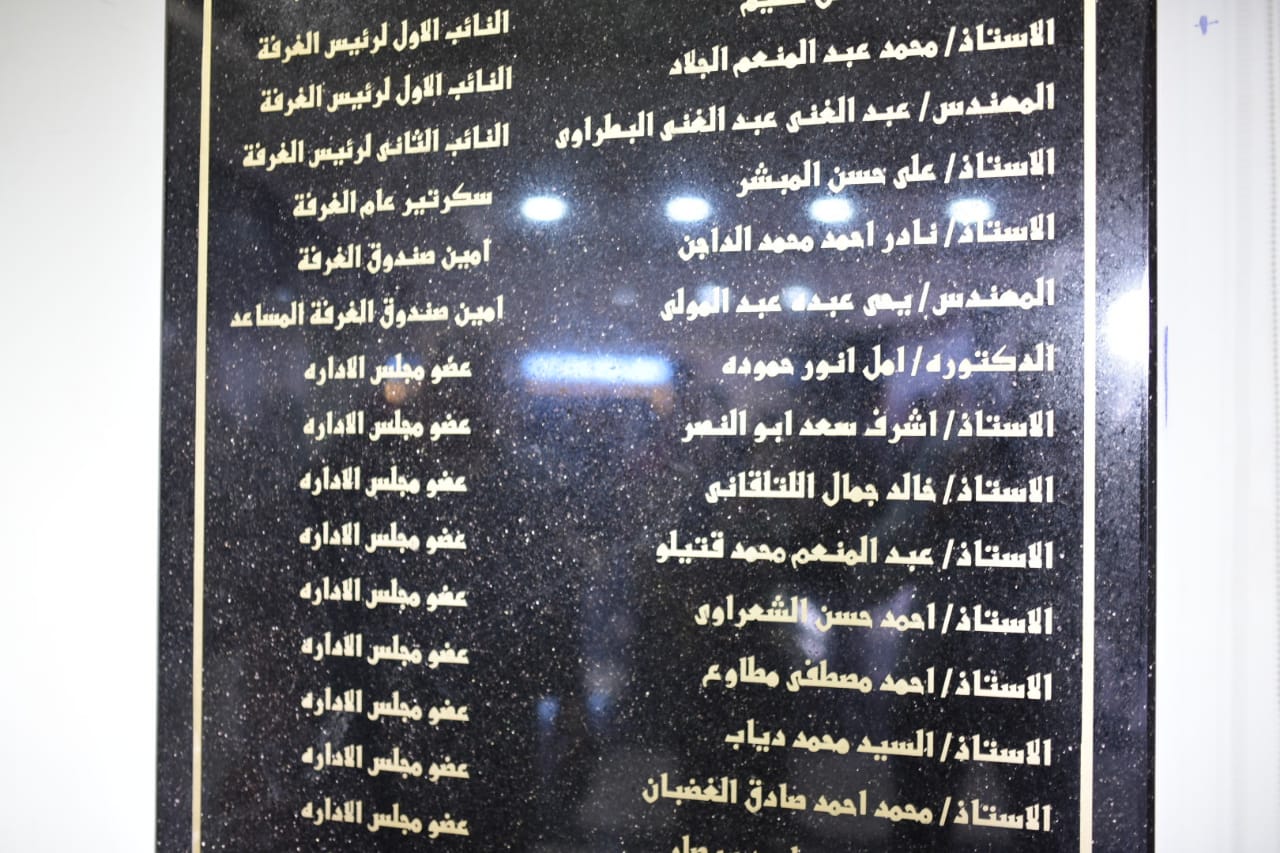 النائب الاول لرئيس الغرفة
الاستاذ/ محمد عبد المنعم الجلاد النائب الاول لرئيس الغرفة
المهندس/ عبد الغنى عبد الغنى البطراوى النائب الثانى لرئيس الغرفة
الاستاذ/ على حسن المبشر سكرتير عام الغرفة
الاستاذ/ نادر احمد محمد الداجن امين صندوق الغرفة
المهندس/ يحى عبده عبد المولى امين صندوق الغرفة المساعد
الدكتوره/ امل انور حموده عضو مجلس الاداره
الاستاذ/ اشرف سعد ابو النصر عضو مجلس الاداره
الاستاذ/ خالد جمال اللتلقانى عضو مجلس الاداره
الاستاذ/ عبد المنعم محمد قتيلو عضو مجلس الاداره
الاستاذ/ احمد حسن الشعراوى عضو مجلس الاداره
الاستاذ/ احمد مصطفى مطاوع عضو مجلس الاداره
الاستاذ/ السيد محمد دياب عضو مجلس الاداره
الاستاذ/ محمد احمد صادق الغضبان عضو مجلس الاداره
عضو مجلس الاداره